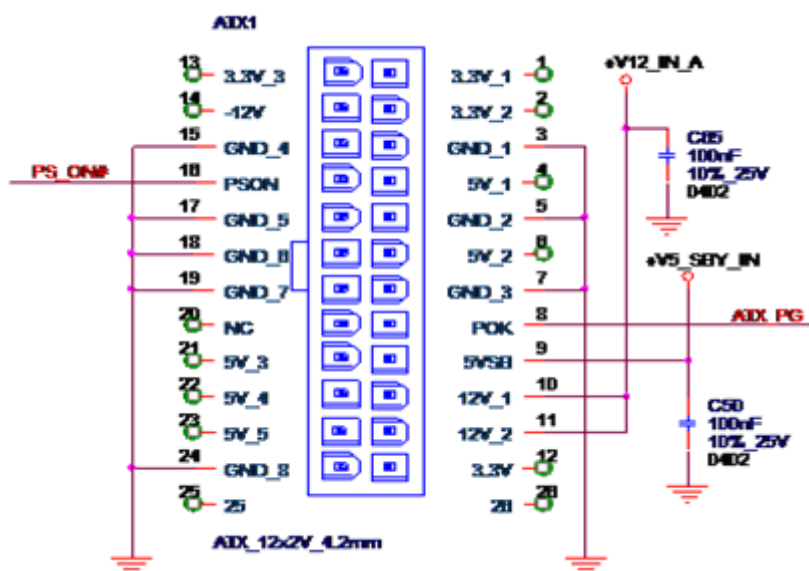 ATX1
13 3.3V_3
14 -12V
15 GND_4
PS_ON# 16 PSON
17 GND_5
18 GND_6
19 GND_7
20 NC
21 5V_3
22 5V_4
23 5V_5
24 GND_8
25 25
3.3V_1 1
3.3V_2 2
GND_1 3
5V_1 4
GND_2 5
5V_2 6
GND_3 7
POK 8 ATX_PG
5VSB 9
12V_1 10
12V_2 11
3.3V 12
26 26
+V12_IN_A
C85
100nF
10%_25V
0402
+V5_SBY_IN
C50
100nF
10%_25V
0402
ATX_12x2V_4.2mm